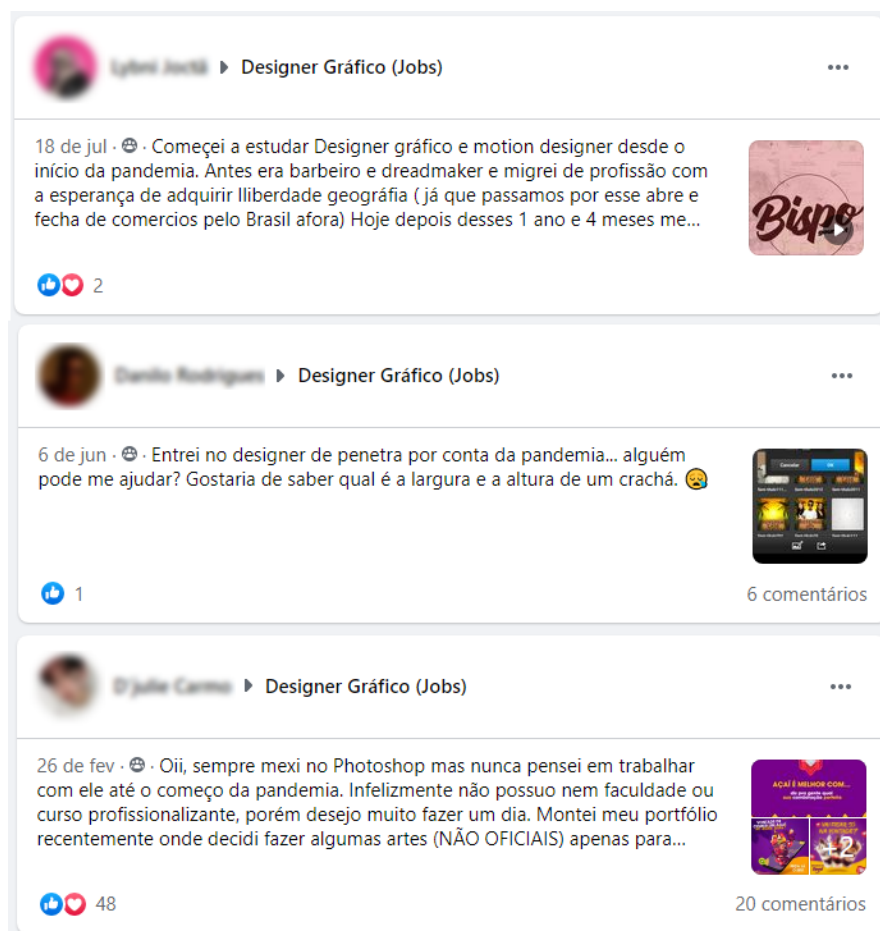 Designer Gráfico (Jobs)
18 de jul · Começei a estudar Designer gráfico e motion designer desde o
início da pandemia. Antes era barbeiro e dreadmaker e migrei de profissão com
a esperança de adquirir lliberdade geográfia ( já que passamos por esse abre e
fecha de comercios pelo Brasil afora) Hoje depois desses 1 ano e 4 meses me...
Bispo
2
Designer Gráfico (Jobs)
6 de jun · Entrei no designer de penetra por conta da pandemia... alguém
pode me ajudar? Gostaria de saber qual é a largura e a altura de um crachá.
Cancelar OK
1
6 comentários
Designer Gráfico (Jobs)
26 de fev · Oii, sempre mexi no Photoshop mas nunca pensei em trabalhar
com ele até o começo da pandemia. Infelizmente não possuo nem faculdade ou
curso profissionalizante, porém desejo muito fazer um dia. Montei meu portfólio
recentemente onde decidi fazer algumas artes (NÃO OFICIAIS) apenas para...
AÇAÍ É MELHOR COM...
+2
48
20 comentários